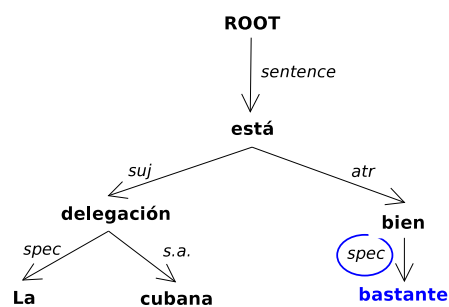 ROOT
sentence
está
suj
atr
delegación
bien
spec
s.a.
spec
La
cubana
bastante